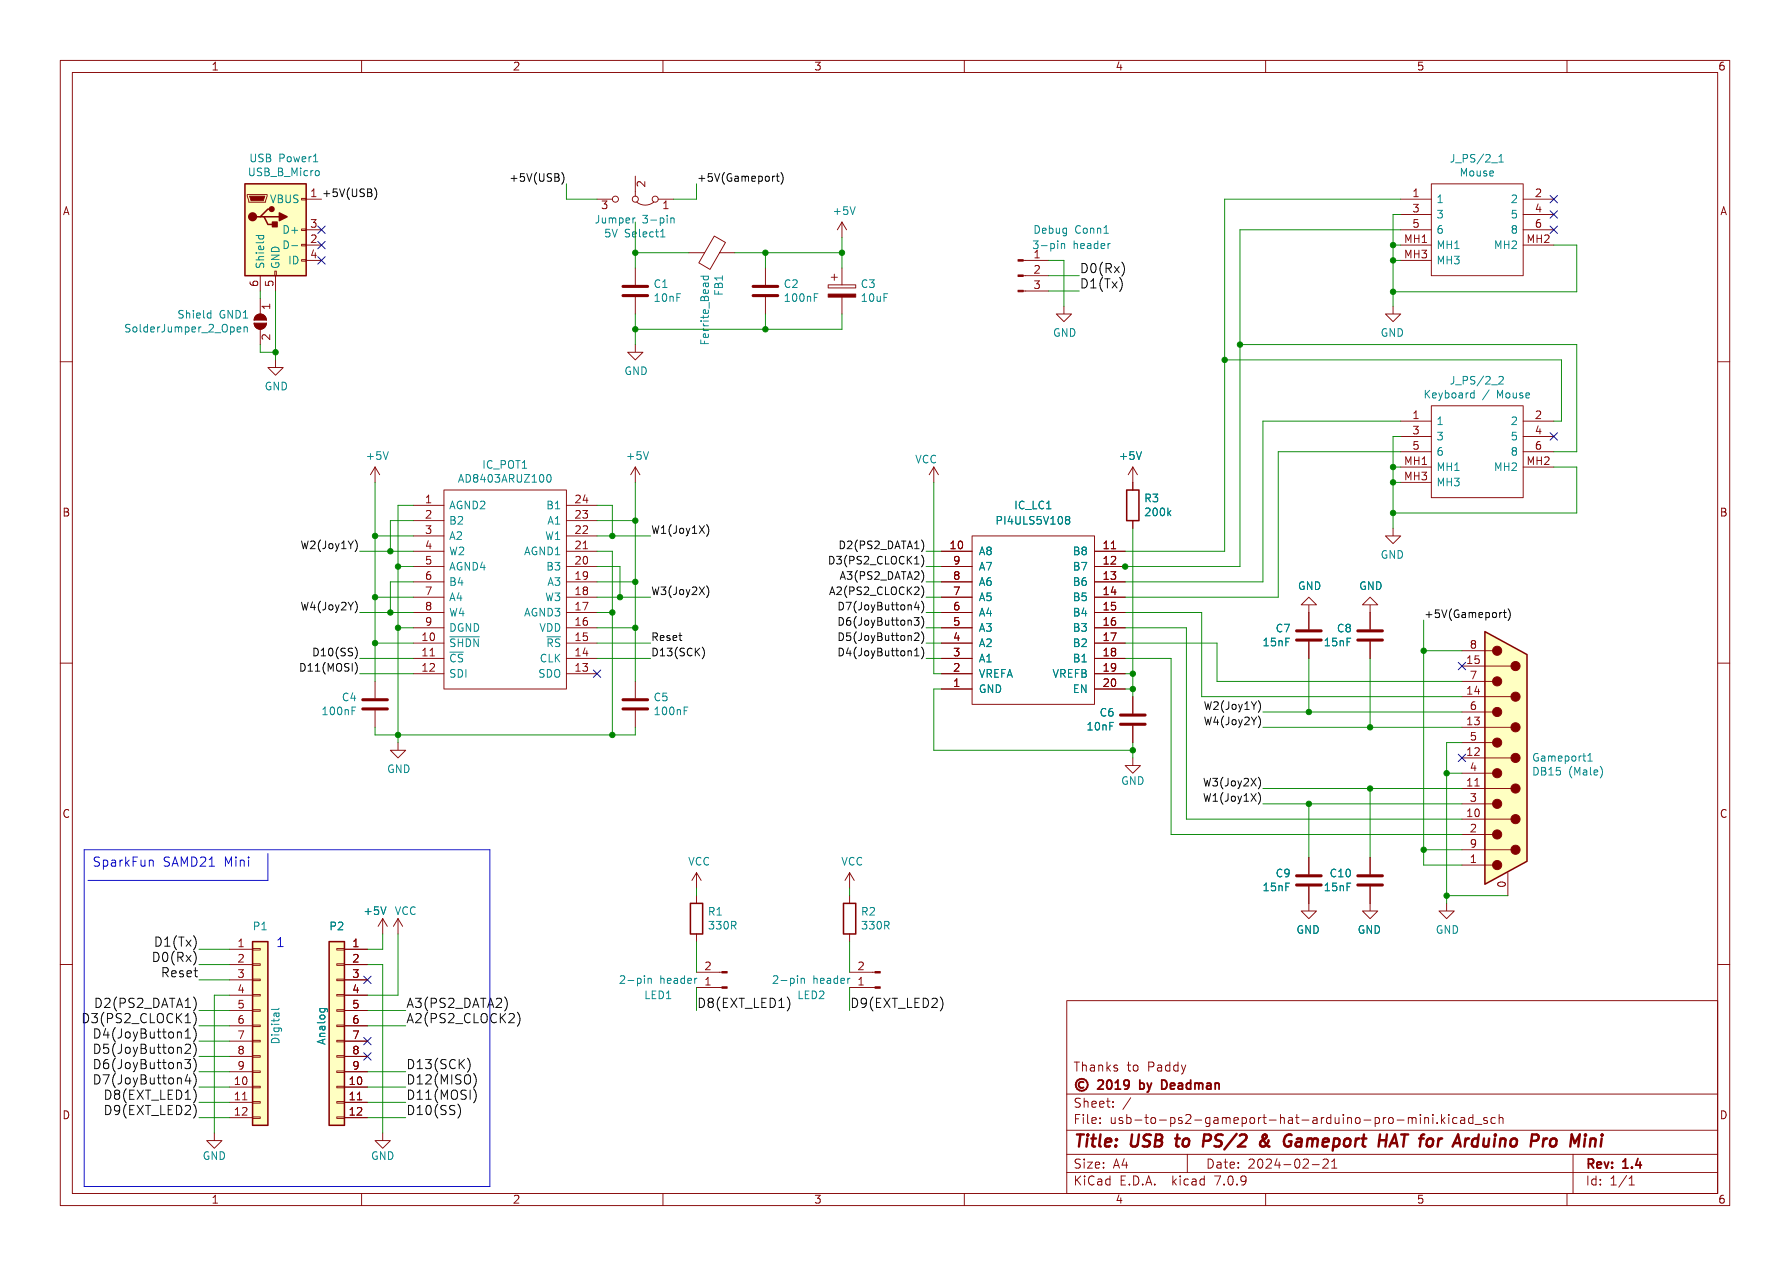 1 2 3 4 5 6
A
B
C
D
USB Power1
USB_B_Micro
VBUS 1 +5V(USB)
D+ 3
D- 2
ID 4
Shield
GND
6 5
1
2
Shield GND1
SolderJumper_2_Open
GND
+5V(USB)
+5V(Gameport)
2
3 1
Jumper 3-pin
5V Select1
+5V
C1
10nF
Ferrite_Bead
FB1
C2
100nF
+
C3
10uF
GND
Debug Conn1
3-pin header
1
2 D0(Rx)
3 D1(Tx)
GND
J_PS/2_1
Mouse
1 1 2 2
3 3 5 4
5 6 8 6
MH1 MH1 MH2 MH2
MH3 MH3
GND
J_PS/2_2
Keyboard / Mouse
1 1 2 2
3 3 5 4
5 6 8 6
MH1 MH1 MH2 MH2
MH3 MH3
GND
+5V
IC_POT1
AD8403ARUZ100
+5V
1 AGND2 B1 24
2 B2 A1 23
3 A2 W1 22 W1(Joy1X)
W2(Joy1Y) 4 W2 AGND1 21
5 AGND4 B3 20
6 B4 A3 19
7 A4 W3 18 W3(Joy2X)
W4(Joy2Y) 8 W4 AGND3 17
9 DGND VDD 16
10 SHDN RS 15 Reset
D10(SS) 11 CS CLK 14 D13(SCK)
D11(MOSI) 12 SDI SDO 13
C4
100nF
C5
100nF
GND
VCC
IC_LC1
PI4ULS5V108
+5V
R3
200k
D2(PS2_DATA1) 10 A8 B8 11
D3(PS2_CLOCK1) 9 A7 B7 12
A3(PS2_DATA2) 8 A6 B6 13
A2(PS2_CLOCK2) 7 A5 B5 14
D7(JoyButton4) 6 A4 B4 15
D6(JoyButton3) 5 A3 B3 16
D5(JoyButton2) 4 A2 B2 17
D4(JoyButton1) 3 A1 B1 18
2 VREFA VREFB 19
1 GND EN 20
C6
10nF
GND
GND GND
C7
15nF
C8
15nF
+5V(Gameport)
8
15
7
14
W2(Joy1Y) 6
W4(Joy2Y) 13
5
12
4
W3(Joy2X) 11
W1(Joy1X) 3
10
2
9
1
0
Gameport1
DB15 (Male)
C9
15nF
C10
15nF
GND GND GND
SparkFun SAMD21 Mini
P1
1
D1(Tx) 1
D0(Rx) 2
Reset 3
4
D2(PS2_DATA1) 5
D3(PS2_CLOCK1) 6
D4(JoyButton1) 7
D5(JoyButton2) 8
D6(JoyButton3) 9
D7(JoyButton4) 10
D8(EXT_LED1) 11
D9(EXT_LED2) 12
Digital
GND
+5V VCC
P2
1
2
3
4
5 A3(PS2_DATA2)
6 A2(PS2_CLOCK2)
7
8
9 D13(SCK)
10 D12(MISO)
11 D11(MOSI)
12 D10(SS)
Analog
GND
VCC
R1
330R
2-pin header
LED1
2
1
D8(EXT_LED1)
VCC
R2
330R
2-pin header
LED2
2
1
D9(EXT_LED2)
Thanks to Paddy
© 2019 by Deadman
Sheet: /
File: usb-to-ps2-gameport-hat-arduino-pro-mini.kicad_sch
Title: USB to PS/2 & Gameport HAT for Arduino Pro Mini
Size: A4 Date: 2024-02-21 Rev: 1.4
KiCad E.D.A. kicad 7.0.9 Id: 1/1
A
B
C
D
1 2 3 4 5 6